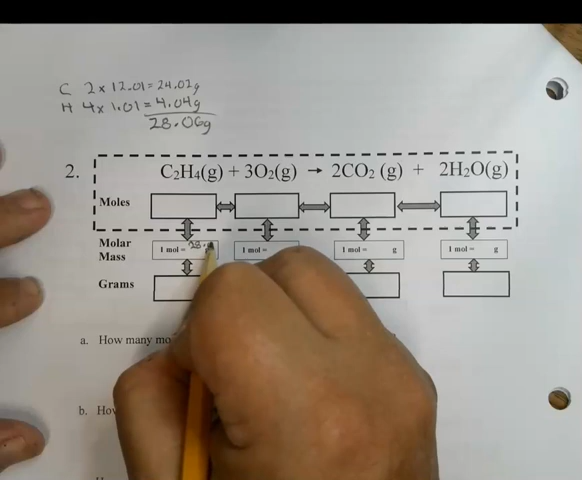 C 2 x 12.01 = 24.02g
H 4 x 1.01 = 4.04g
28.06g
2. C₂H₄(g) + 3O₂(g) → 2CO₂ (g) + 2H₂O(g)
Moles
Molar 1 mol = 28. 1 mol = 1 mol = g 1 mol = g
Mass
Grams
a. How many mo
b. Ho